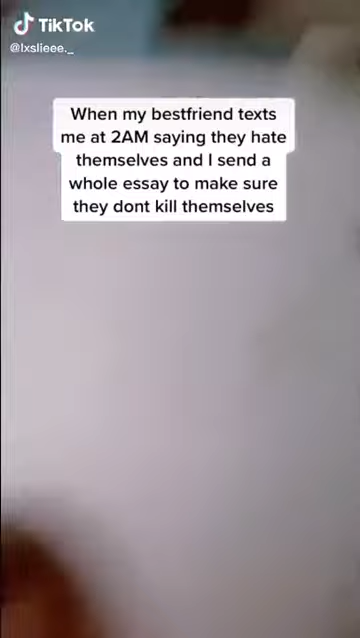 TikTok
@lxslieee._
When my bestfriend texts
me at 2AM saying they hate
themselves and I send a
whole essay to make sure
they dont kill themselves